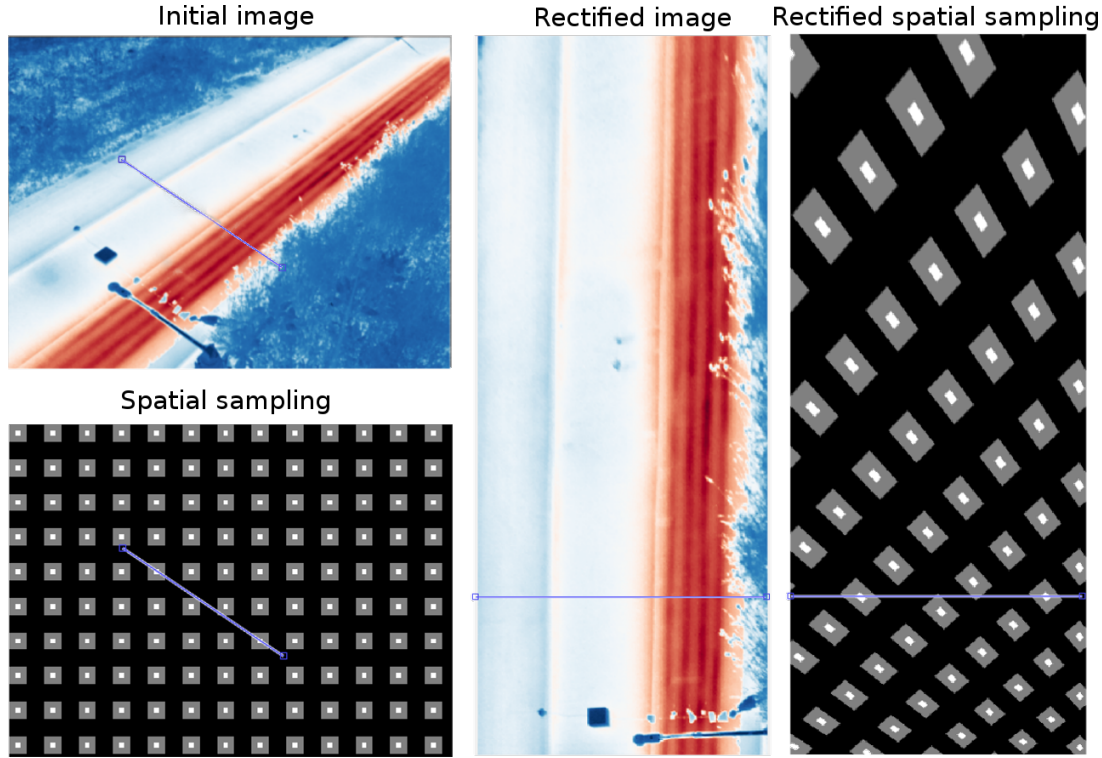 Initial image
Rectified image
Rectified spatial sampling
Spatial sampling